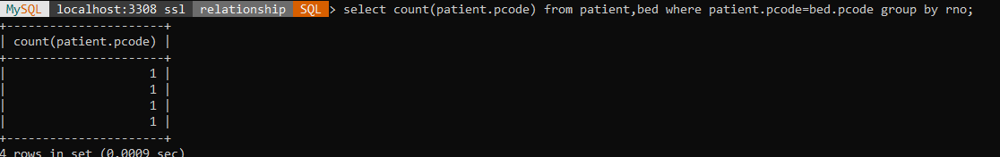 MySQL localhost:3308 ssl relationship SQL > select count(patient.pcode) from patient,bed where patient.pcode=bed.pcode group by rno;
+----------------------+
| count(patient.pcode) |
+----------------------+
|                    1 |
|                    1 |
|                    1 |
|                    1 |
+----------------------+
4 rows in set (0.0009 sec)